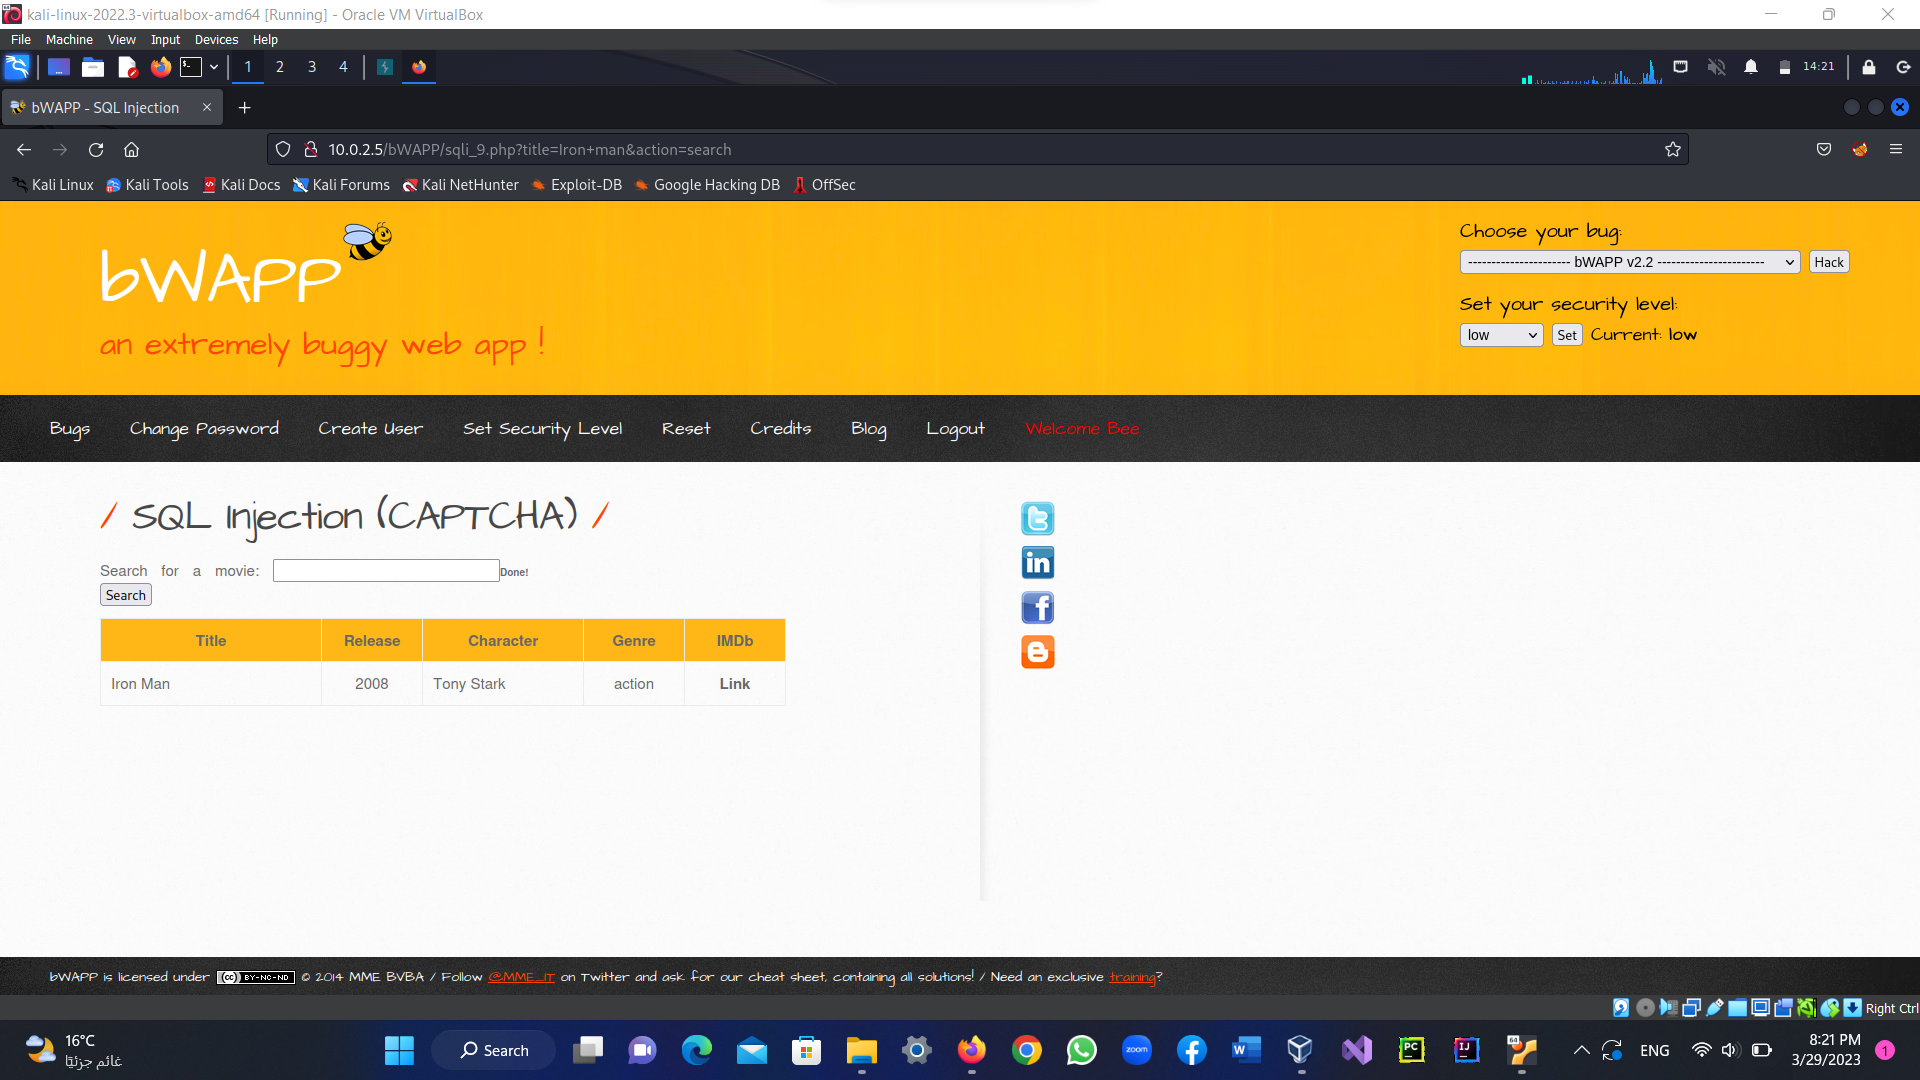 kali-linux-2022.3-virtualbox-amd64 [Running] - Oracle VM VirtualBox
File Machine View Input Devices Help
1 2 3 4 14:21
bWAPP - SQL Injection
10.0.2.5/bWAPP/sqli_9.php?title=Iron+man&action=search
Kali Linux Kali Tools Kali Docs Kali Forums Kali NetHunter Exploit-DB Google Hacking DB OffSec
bWAPP
an extremely buggy web app !
Choose your bug:
---------------------- bWAPP v2.2 ----------------------- Hack
Set your security level:
low Set Current: low
Bugs Change Password Create User Set Security Level Reset Credits Blog Logout Welcome Bee
/ SQL Injection (CAPTCHA) /
Search for a movie: Done!
Search
Title Release Character Genre IMDb
Iron Man 2008 Tony Stark action Link
bWAPP is licensed under (cc) BY-NC-ND © 2014 MME BVBA / Follow @MME_IT on Twitter and ask for our cheat sheet, containing all solutions! / Need an exclusive training?
Right Ctrl
16°C
غائم جزئيًا
Search
zoom
PC
IJ
ENG
8:21 PM
3/29/2023
1